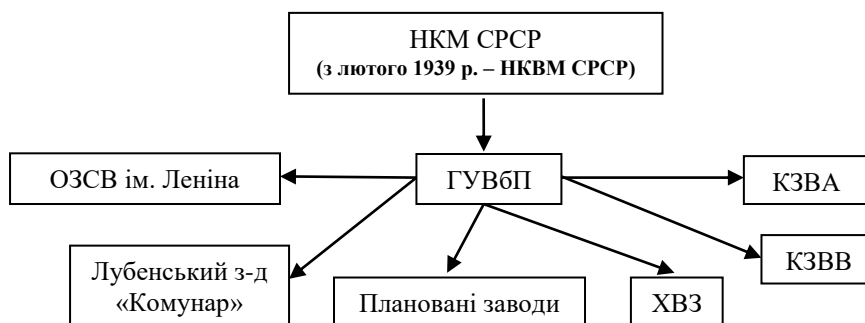 НКМ СРСР
(з лютого 1939 р. – НКВМ СРСР)
ОЗСВ ім. Леніна
ГУВбП
КЗВА
Лубенський з-д
«Комунар»
Плановані заводи
ХВЗ
КЗВВ